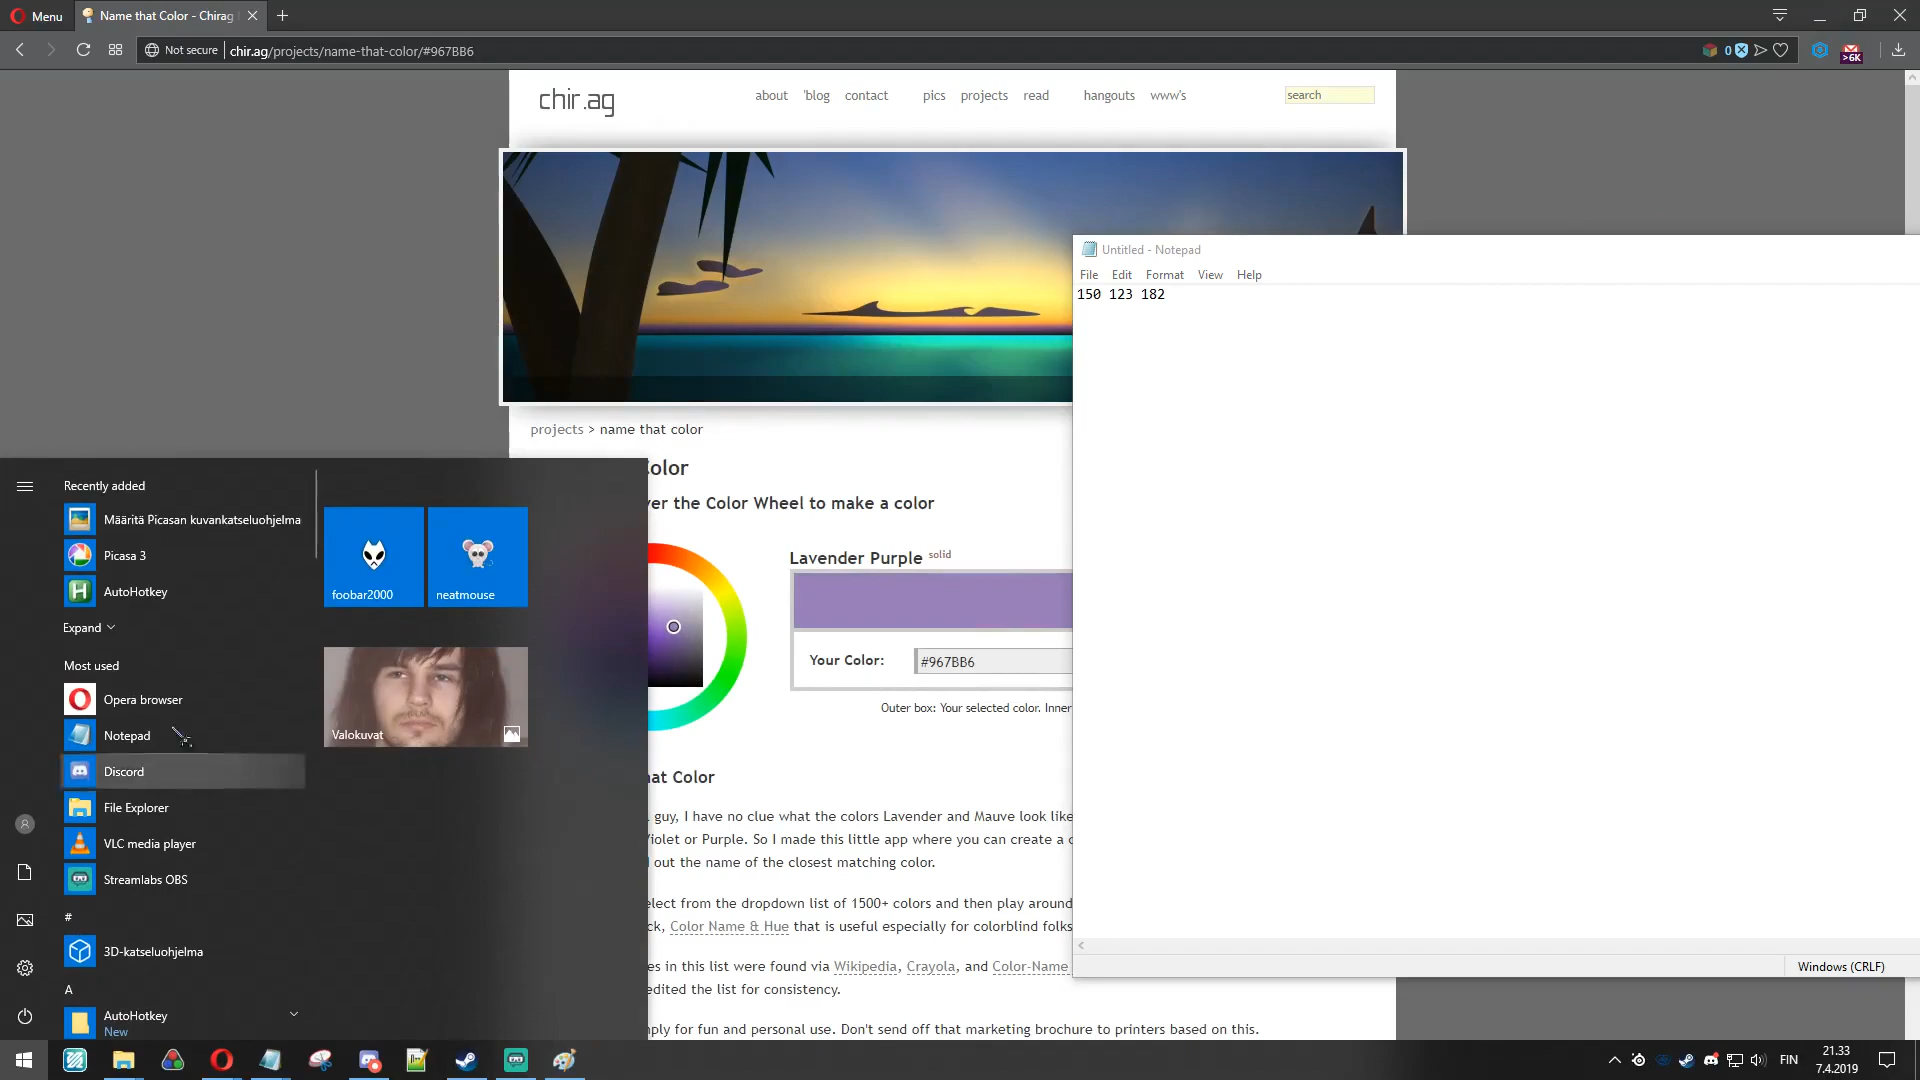 Menu
Name that Color - Chirag
Not secure
chir.ag/projects/name-that-color/#967BB6
0
>6K
chir.ag
about 'blog contact pics projects read hangouts www's
search
Untitled - Notepad
File Edit Format View Help
150 123 182
Windows (CRLF)
projects > name that color
Color
ver the Color Wheel to make a color
Lavender Purple solid
Your Color: #967BB6
Outer box: Your selected color. Inner
hat Color
guy, I have no clue what the colors Lavender and Mauve look like
Violet or Purple. So I made this little app where you can create a c
out the name of the closest matching color.
elect from the dropdown list of 1500+ colors and then play around
ck, Color Name & Hue that is useful especially for colorblind folks
es in this list were found via Wikipedia, Crayola, and Color-Name
edited the list for consistency.
ply for fun and personal use. Don't send off that marketing brochure to printers based on this.
Recently added
Määritä Picasan kuvankatseluohjelma
Picasa 3
AutoHotkey
Expand
Most used
Opera browser
Notepad
Discord
File Explorer
VLC media player
Streamlabs OBS
#
3D-katseluohjelma
A
AutoHotkey
New
foobar2000
neatmouse
Valokuvat
FIN
21.33
7.4.2019